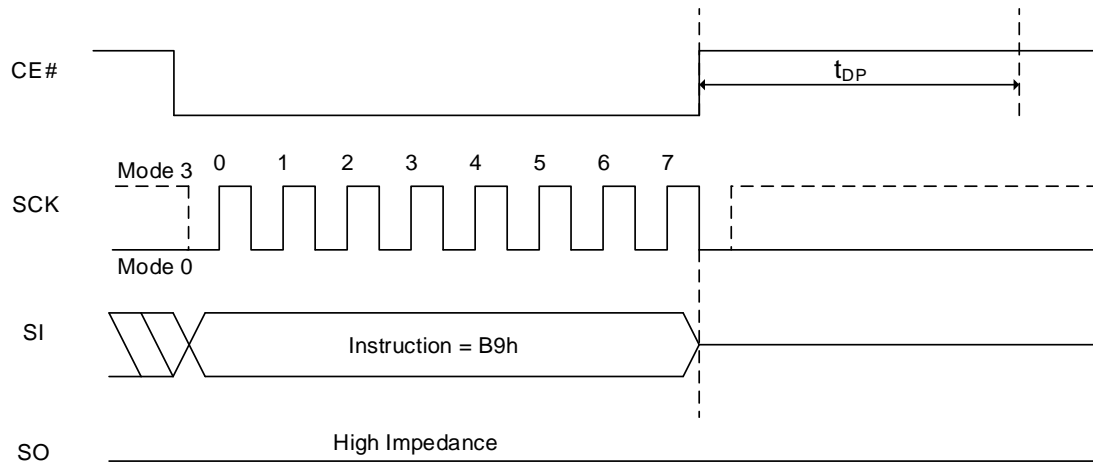 CE#
tDP
Mode 3
0 1 2 3 4 5 6 7
SCK
Mode 0
SI
Instruction = B9h
High Impedance
SO